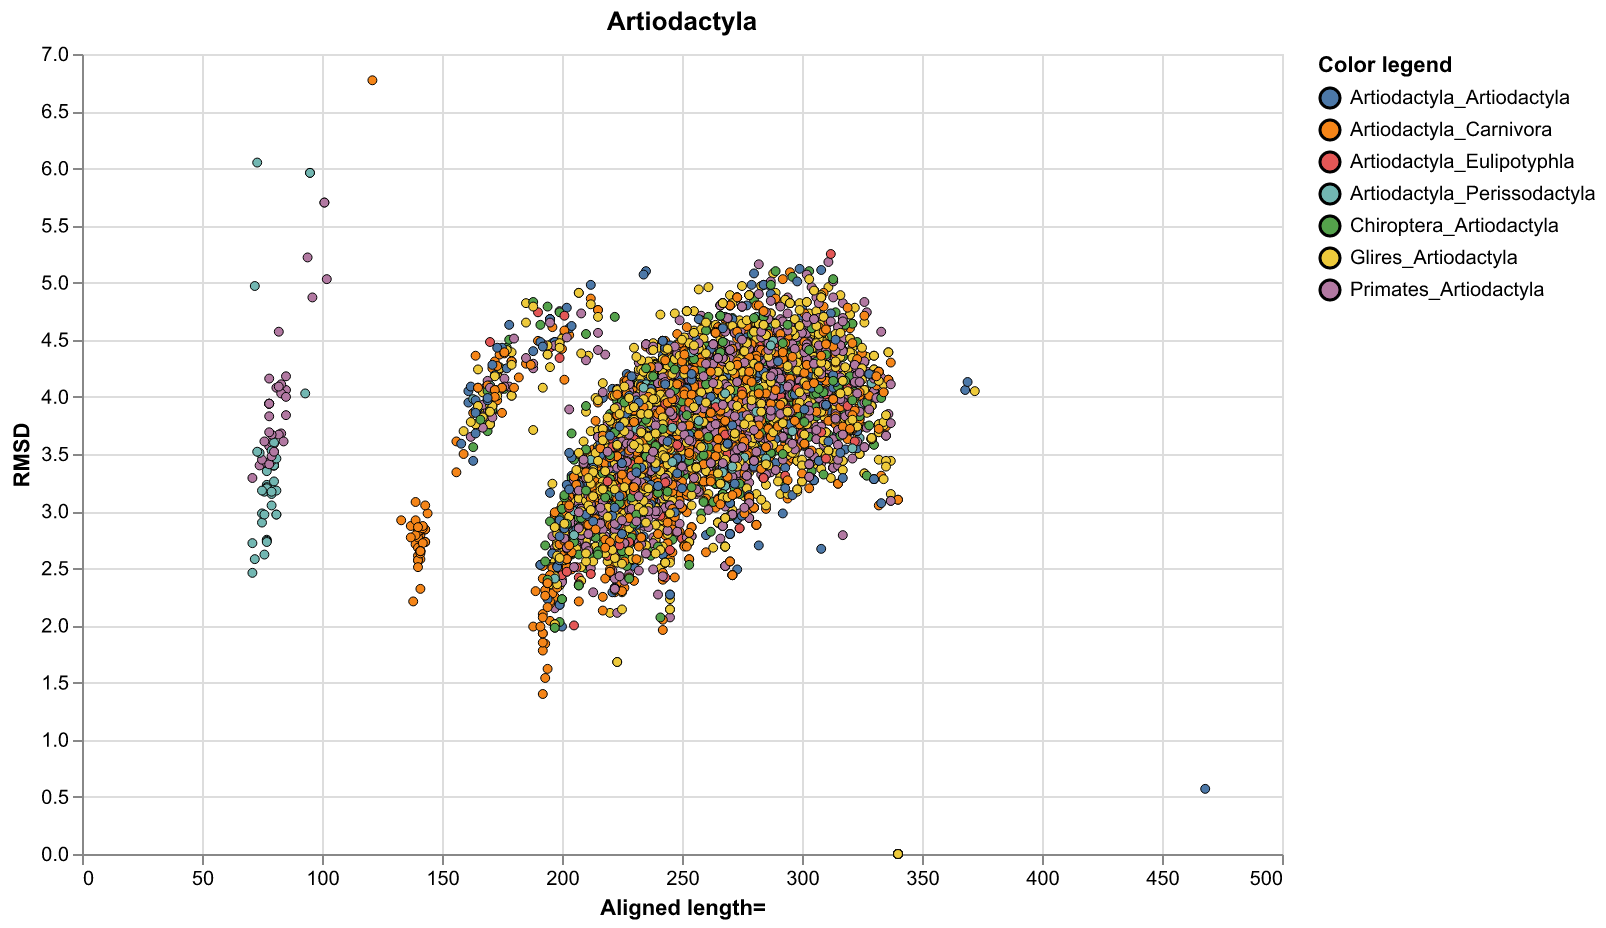 Artiodactyla
7.0
6.5
6.0
5.5
5.0
4.5
4.0
3.5
3.0
2.5
2.0
1.5
1.0
0.5
0.0
RMSD
0 50 100 150 200 250 300 350 400 450 500
Aligned length=
Color legend
Artiodactyla_Artiodactyla
Artiodactyla_Carnivora
Artiodactyla_Eulipotyphla
Artiodactyla_Perissodactyla
Chiroptera_Artiodactyla
Glires_Artiodactyla
Primates_Artiodactyla